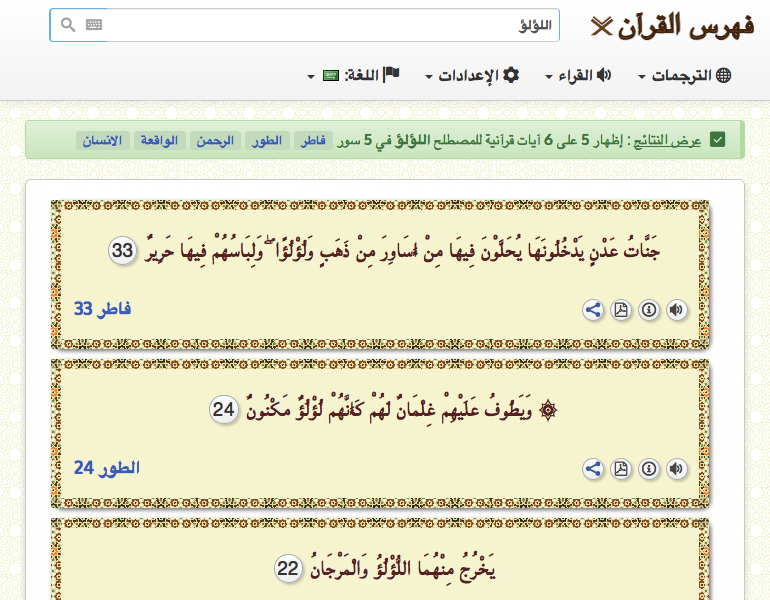 فهرس القرآن
اللؤلؤ
الترجمات القراء الإعدادات اللغة:
عرض النتائج : إظهار 5 على 6 آيات قرآنية للمصطلح اللؤلؤ في 5 سور فاطر الطور الرحمن الواقعة الانسان
جَنَّاتُ عَدْنٍ يَدْخُلُونَهَا يُحَلَّوْنَ فِيهَا مِنْ أَسَاوِرَ مِنْ ذَهَبٍ وَلُؤْلُؤًا ۖ وَلِبَاسُهُمْ فِيهَا حَرِيرٌ 33
فاطر 33
۞ وَيَطُوفُ عَلَيْهِمْ غِلْمَانٌ لَهُمْ كَأَنَّهُمْ لُؤْلُؤٌ مَكْنُونٌ 24
الطور 24
يَخْرُجُ مِنْهُمَا اللُّؤْلُؤُ وَالْمَرْجَانُ 22